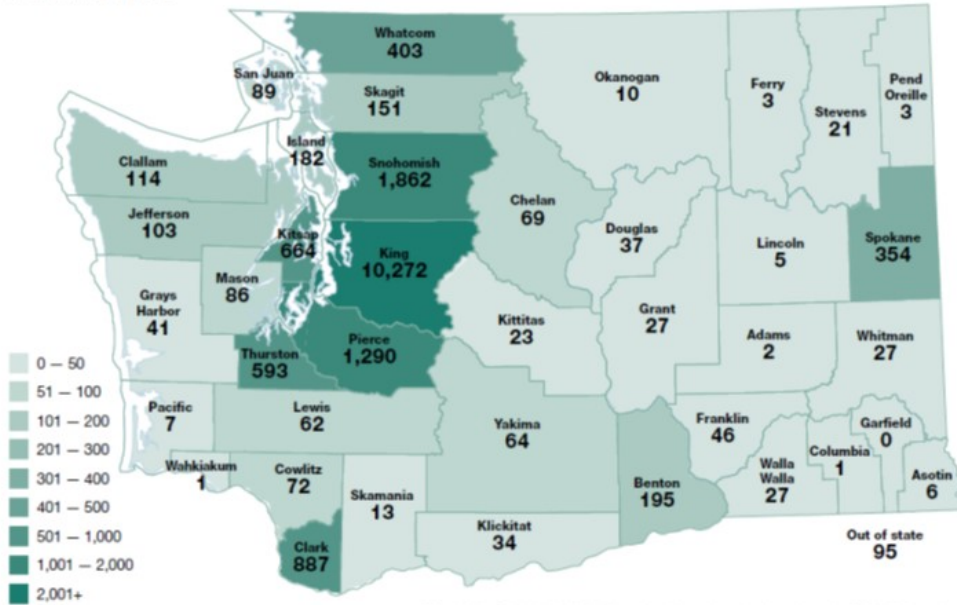 Whatcom
403
San Juan
89
Skagit
151
Okanogan
10
Ferry
3
Pend
Oreille
3
Stevens
21
Island
182
Clallam
114
Snohomish
1,862
Chelan
69
Jefferson
103
Kitsap
664
Douglas
37
Lincoln
5
Spokane
354
King
10,272
Mason
86
Grays
Harbor
41
Kittitas
23
Grant
27
Adams
2
Whitman
27
Pierce
1,290
Thurston
593
Pacific
7
Lewis
62
Yakima
64
Franklin
46
Garfield
0
Wahkiakum
1
Cowlitz
72
Skamania
13
Benton
195
Walla
Walla
27
Columbia
1
Asotin
6
Clark
887
Klickitat
34
Out of state
95
0 — 50
51 — 100
101 — 200
201 — 300
301 — 400
401 — 500
501 — 1,000
1,001 — 2,000
2,001+